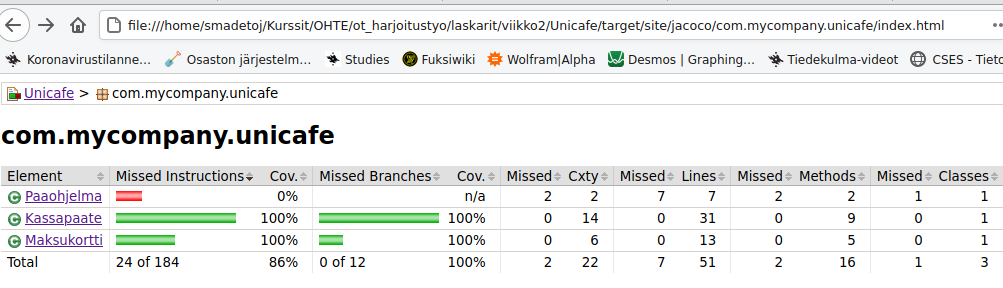 file:///home/smadetoj/Kurssit/OHTE/ot_harjoitustyo/laskarit/viikko2/Unicafe/target/site/jacoco/com.mycompany.unicafe/index.html
Koronavirustilanne... Osaston järjestelm... Studies Fuksiwiki Wolfram|Alpha Desmos | Graphing... Tiedekulma-videot CSES - Tieto
Unicafe > com.mycompany.unicafe
com.mycompany.unicafe
Element Missed Instructions Cov. Missed Branches Cov. Missed Cxty Missed Lines Missed Methods Missed Classes
Paaohjelma 0% n/a 2 2 7 7 2 2 1 1
Kassapaate 100% 100% 0 14 0 31 0 9 0 1
Maksukortti 100% 100% 0 6 0 13 0 5 0 1
Total 24 of 184 86% 0 of 12 100% 2 22 7 51 2 16 1 3